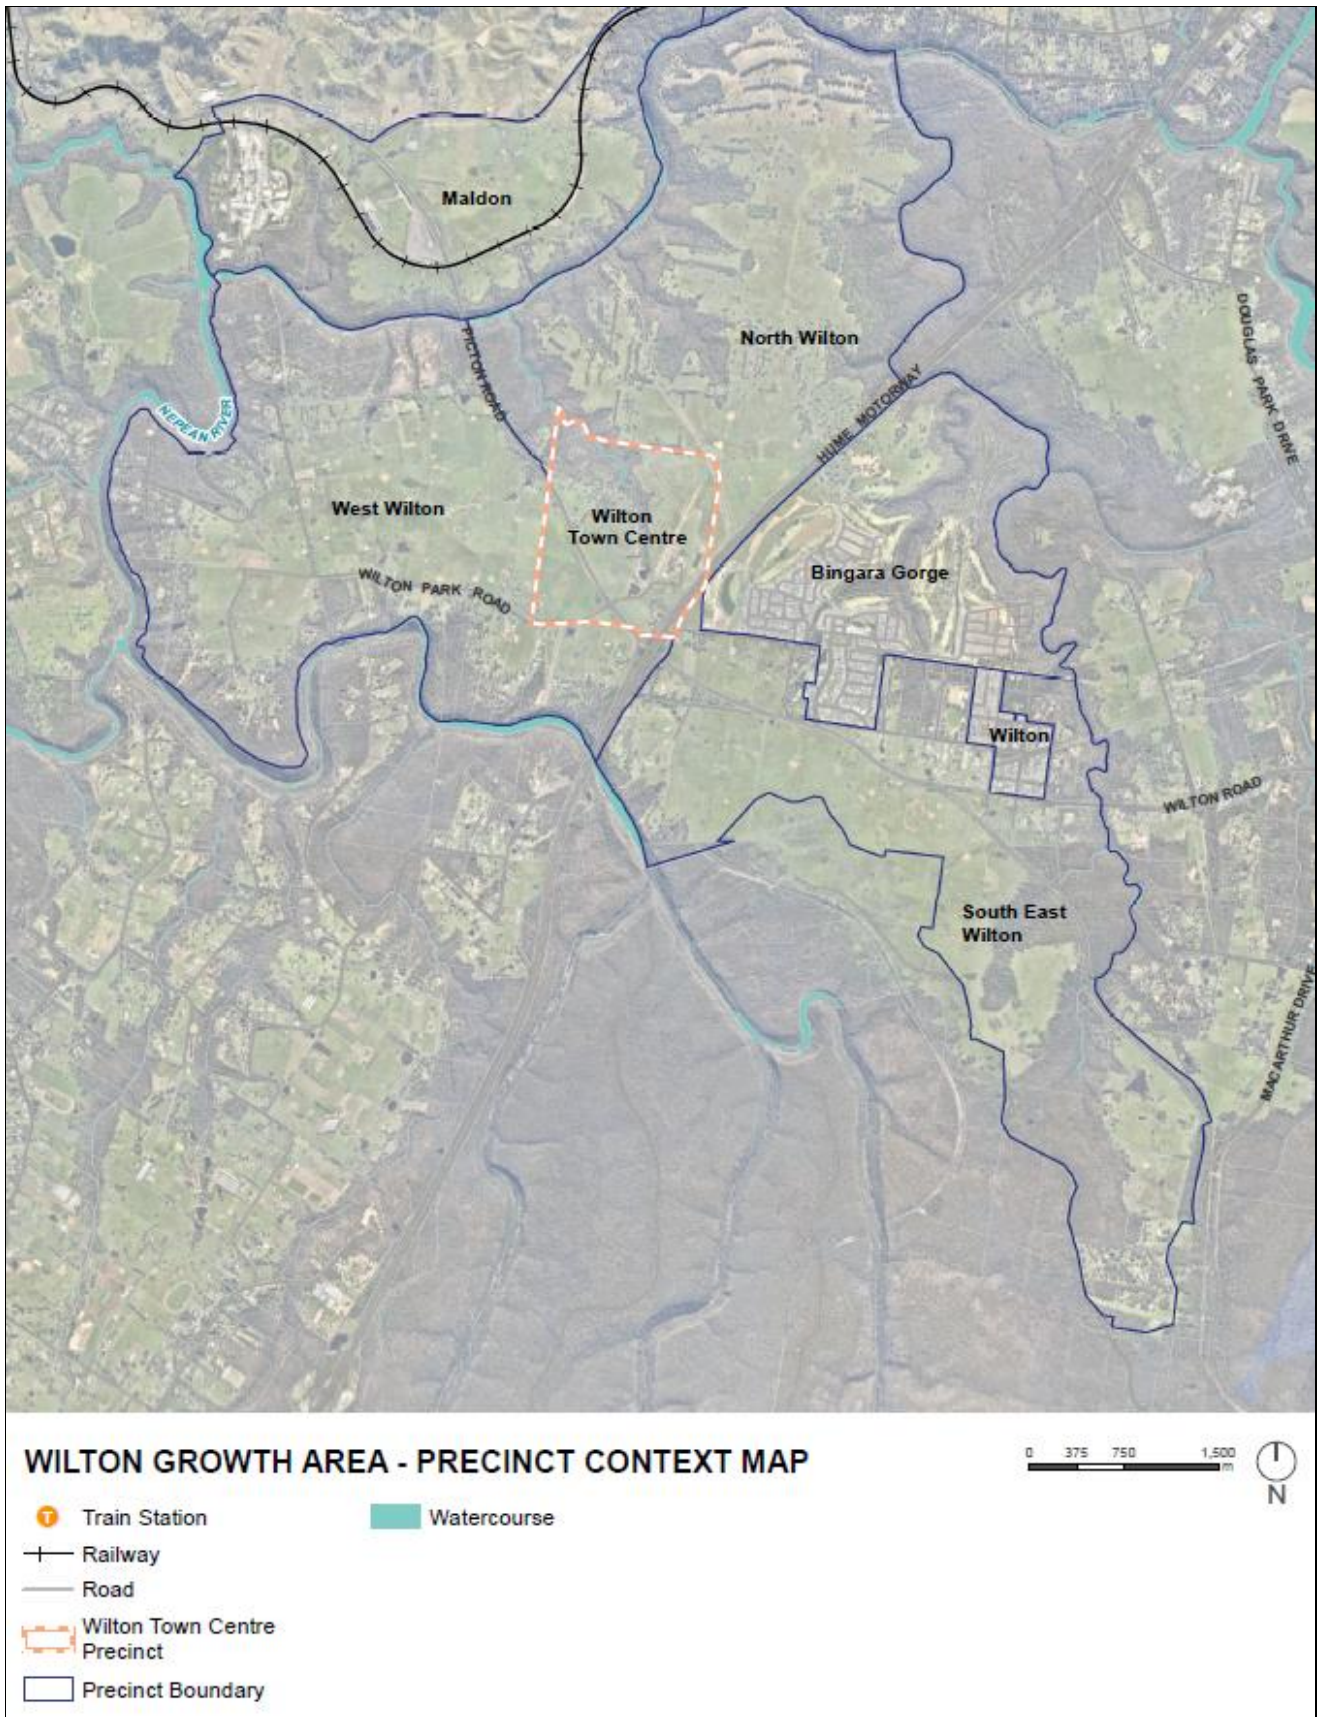 Maldon
North Wilton
DOUGLAS PARK DRIVE
PICTON ROAD
HUME MOTORWAY
NEPEAN RIVER
West Wilton
Wilton
Town Centre
WILTON PARK ROAD
Bingara Gorge
Wilton
WILTON ROAD
South East
Wilton
MACARTHUR DRIVE
WILTON GROWTH AREA - PRECINCT CONTEXT MAP
0 375 750 1,500
m
N
T Train Station
Watercourse
Railway
Road
Wilton Town Centre
Precinct
Precinct Boundary